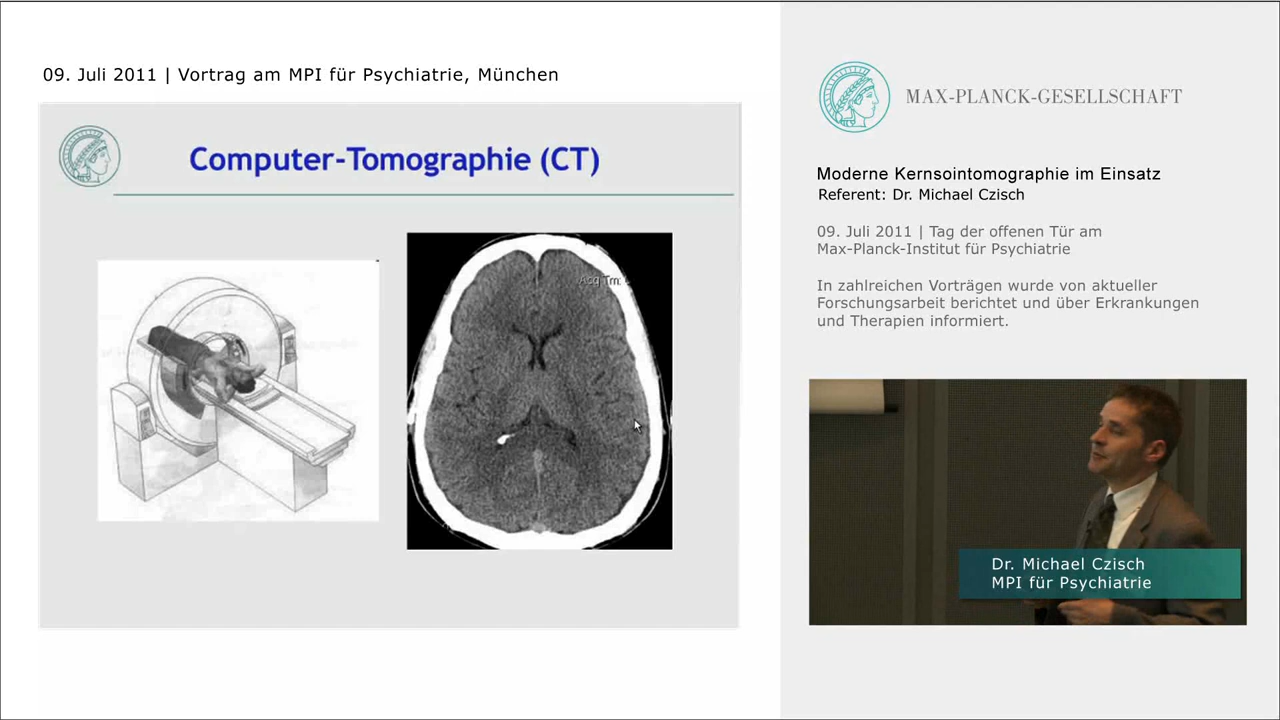 09. Juli 2011 | Vortrag am MPI für Psychiatrie, München
Computer-Tomographie (CT)
Acq Tm:
MAX-PLANCK-GESELLSCHAFT
Moderne Kernsointomographie im Einsatz
Referent: Dr. Michael Czisch
09. Juli 2011 | Tag der offenen Tür am
Max-Planck-Institut für Psychiatrie
In zahlreichen Vorträgen wurde von aktueller
Forschungsarbeit berichtet und über Erkrankungen
und Therapien informiert.
Dr. Michael Czisch
MPI für Psychiatrie